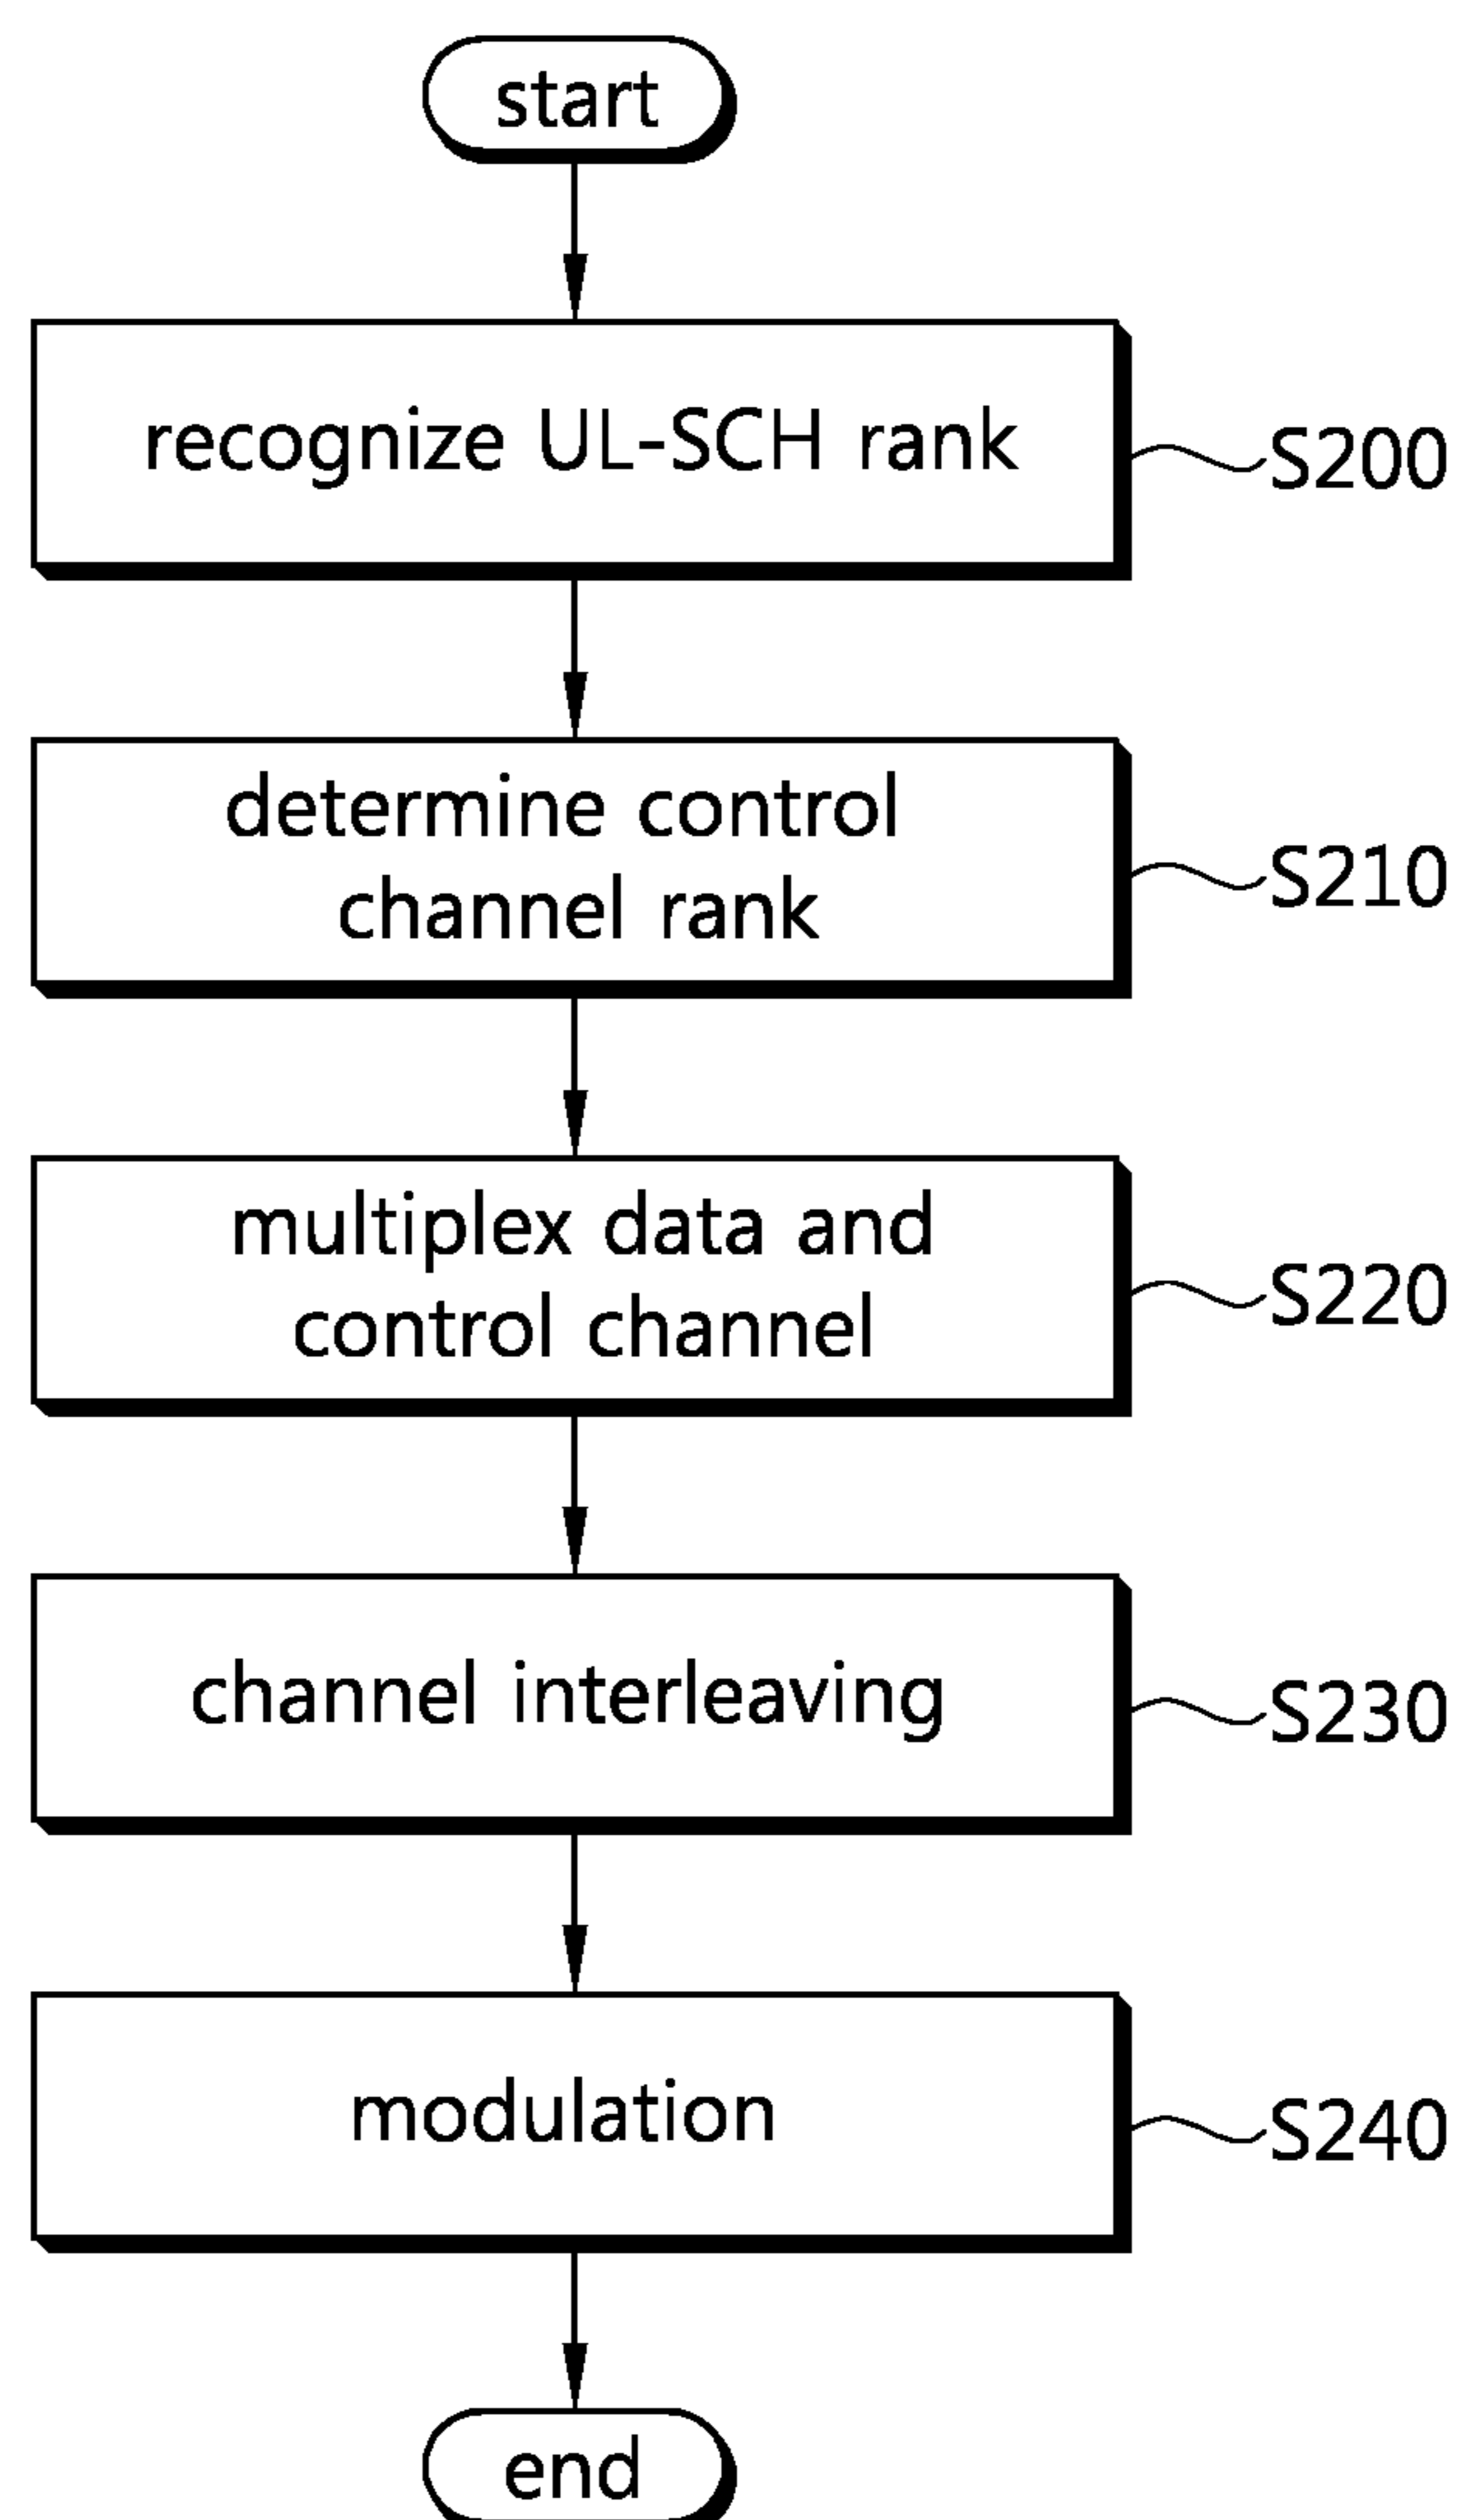 start
recognize UL-SCH rank
S200
determine control
channel rank
S210
multiplex data and
control channel
S220
channel interleaving
S230
modulation
S240
end